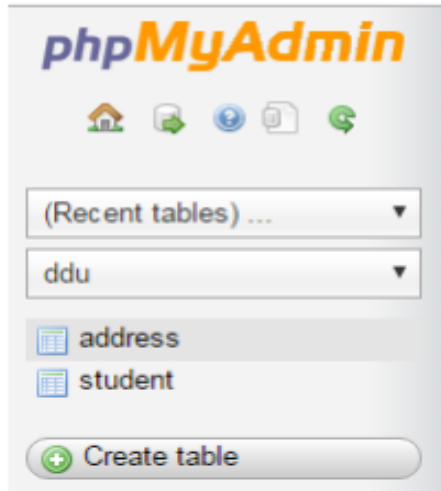 phpMyAdmin
(Recent tables) ...
ddu
address
student
Create table